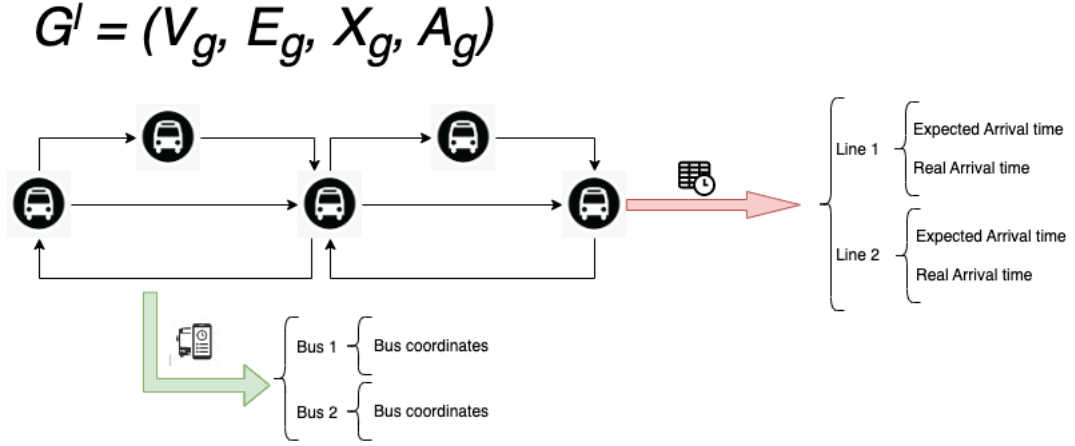 G^l = (V_g, E_g, X_g, A_g)
Line 1
Expected Arrival time
Real Arrival time
Line 2
Expected Arrival time
Real Arrival time
Bus 1
Bus coordinates
Bus 2
Bus coordinates